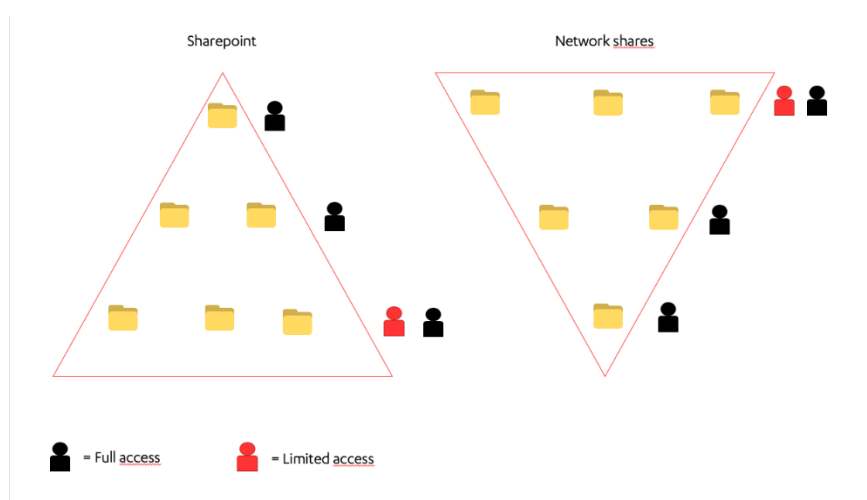 Sharepoint
Network shares
= Full access
= Limited access